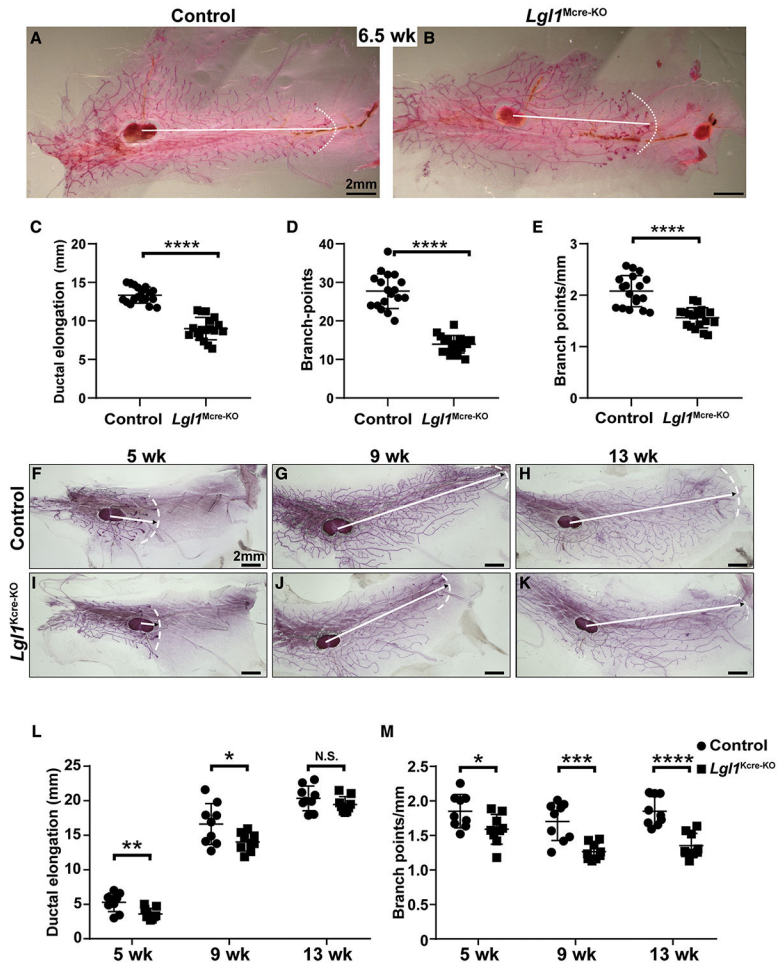 Control
Lgl1Mcre-KO
6.5 wk
A
B
2mm
C
D
E
****
****
****
Ductal elongation (mm)
20
15
10
5
0
Control
Lgl1Mcre-KO
Branch-points
40
30
20
10
0
Control
Lgl1Mcre-KO
Branch points/mm
3
2
1
0
Control
Lgl1Mcre-KO
5 wk
9 wk
13 wk
Control
F
G
H
2mm
Lgl1Kcre-KO
I
J
K
L
Ductal elongation (mm)
25
20
15
10
5
0
**
*
N.S.
5 wk
9 wk
13 wk
M
Control
Lgl1Kcre-KO
Branch points/mm
2.5
2.0
1.5
1.0
0.5
0
*
***
****
5 wk
9 wk
13 wk